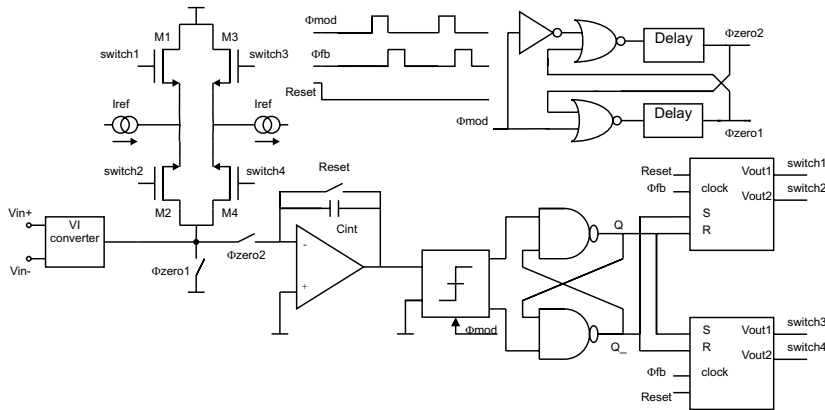 M1
M3
switch1
switch3
Iref
Iref
switch2
switch4
M2
M4
Φmod
Φfb
Reset
Φmod
Delay
Φzero2
Delay
Φzero1
Vin+
Vin-
VI
converter
Φzero1
Φzero2
Reset
Cint
-
+
Φmod
Q
Q_
Reset
Φfb
clock
S
R
Vout1
Vout2
switch1
switch2
S
R
Φfb
clock
Reset
Vout1
Vout2
switch3
switch4